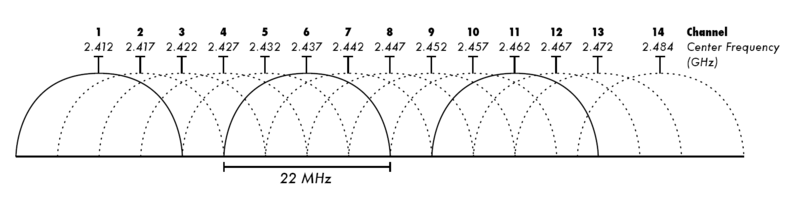 1 2 3 4 5 6 7 8 9 10 11 12 13 14 Channel
2.412 2.417 2.422 2.427 2.432 2.437 2.442 2.447 2.452 2.457 2.462 2.467 2.472 2.484 Center Frequency
(GHz)
22 MHz